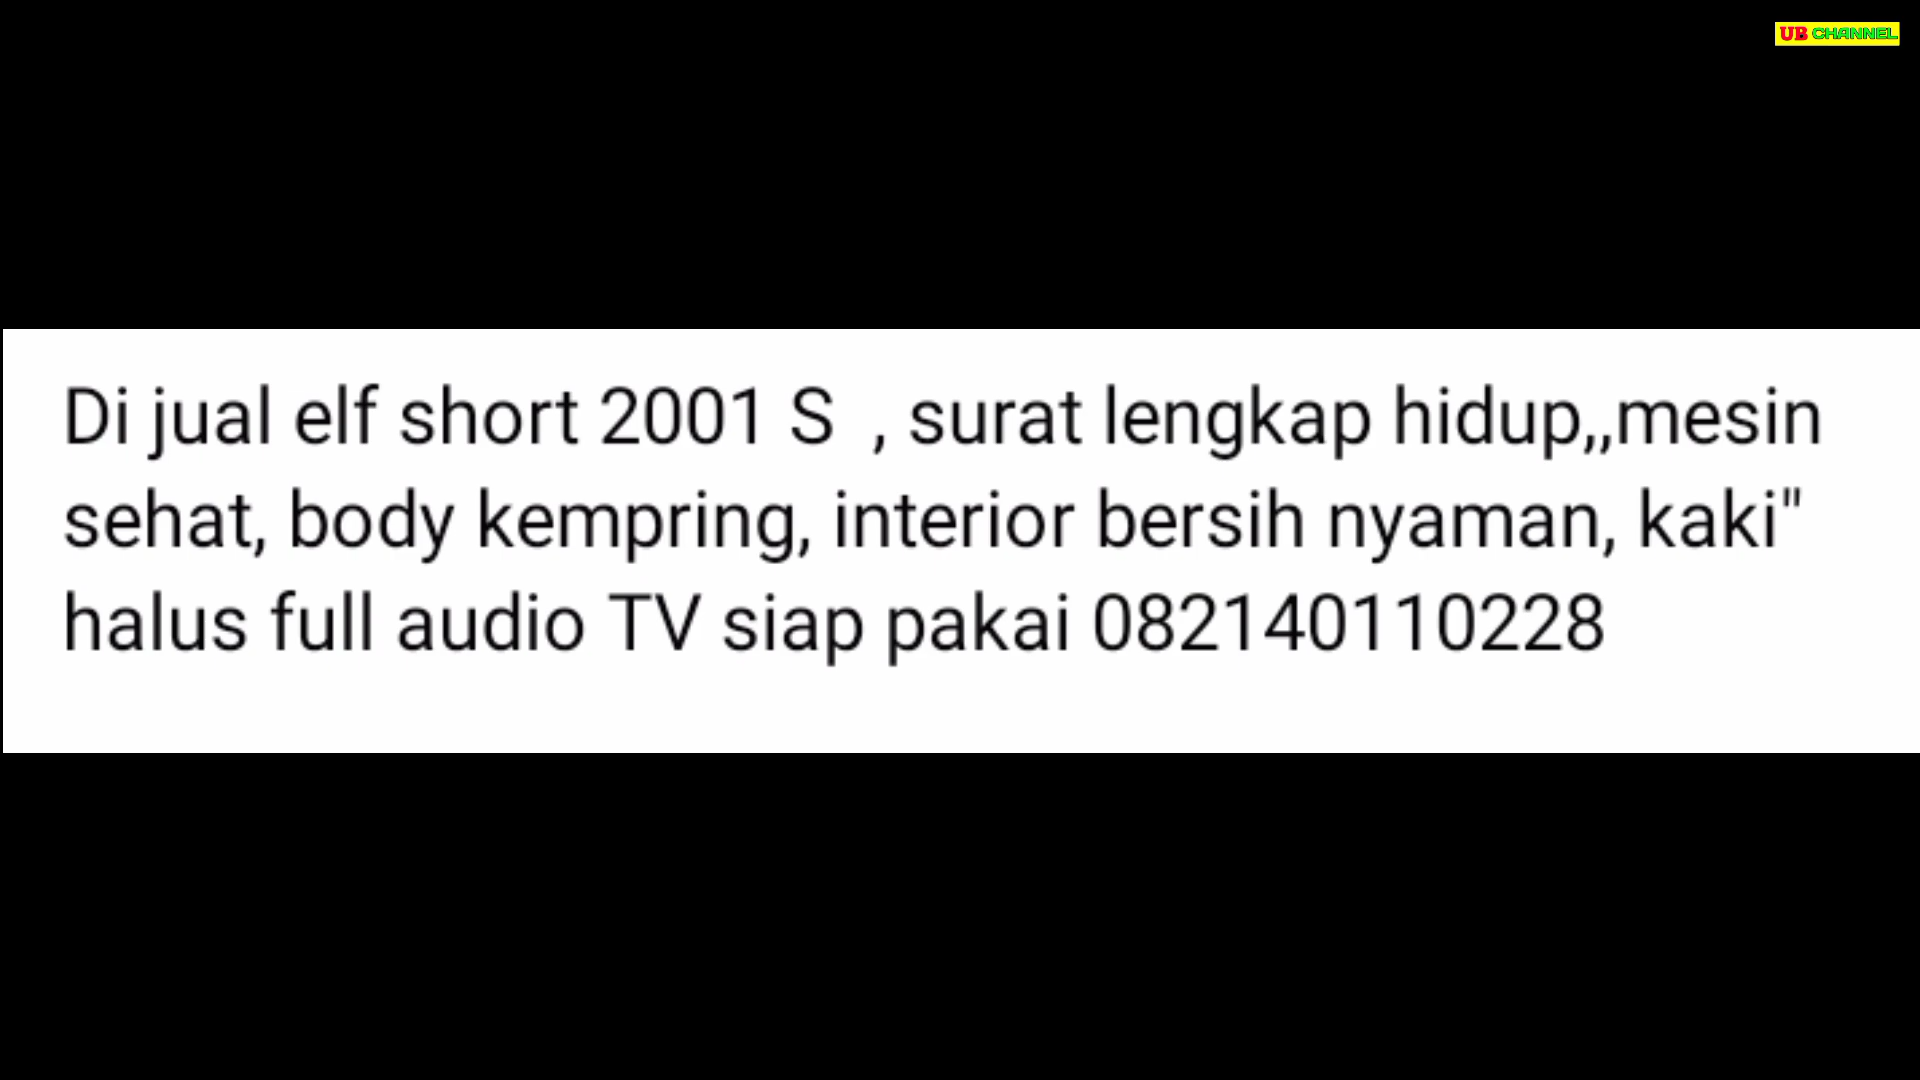 UB CHANNEL
Di jual elf short 2001 S  , surat lengkap hidup,,mesin
sehat, body kempring, interior bersih nyaman, kaki"
halus full audio TV siap pakai 082140110228